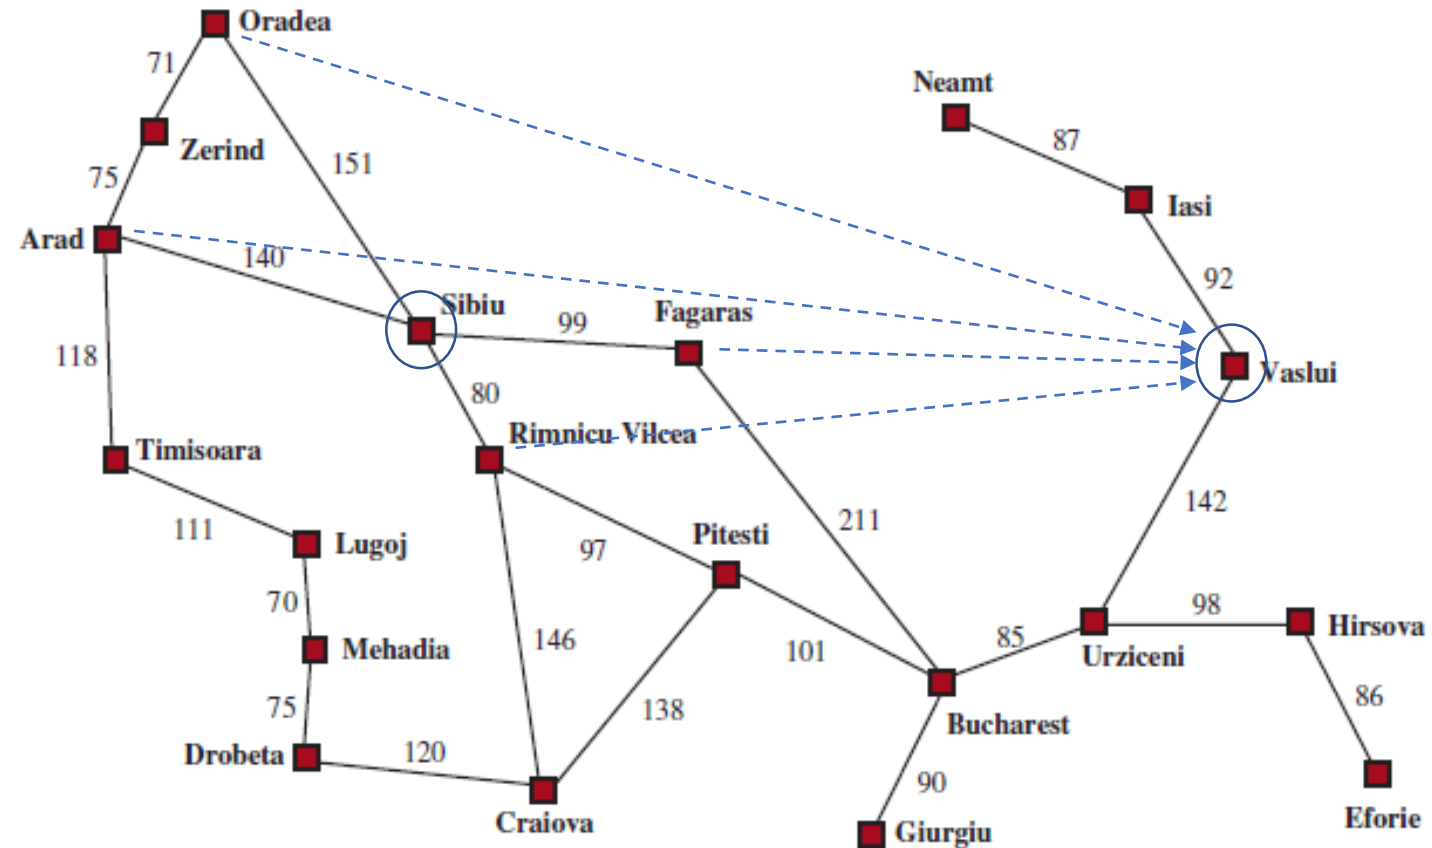 Oradea
71
Neamt
87
Zerind
151
75
Iasi
Arad
140
92
Sibiu
Fagaras
99
118
Vaslui
80
Rimnicu Vilcea
Timisoara
142
211
111
Pitesti
Lugoj
97
70
98
Hirsova
85
146
101
Urziceni
Mehadia
86
75
138
Bucharest
Drobeta
120
90
Craiova
Giurgiu
Eforie